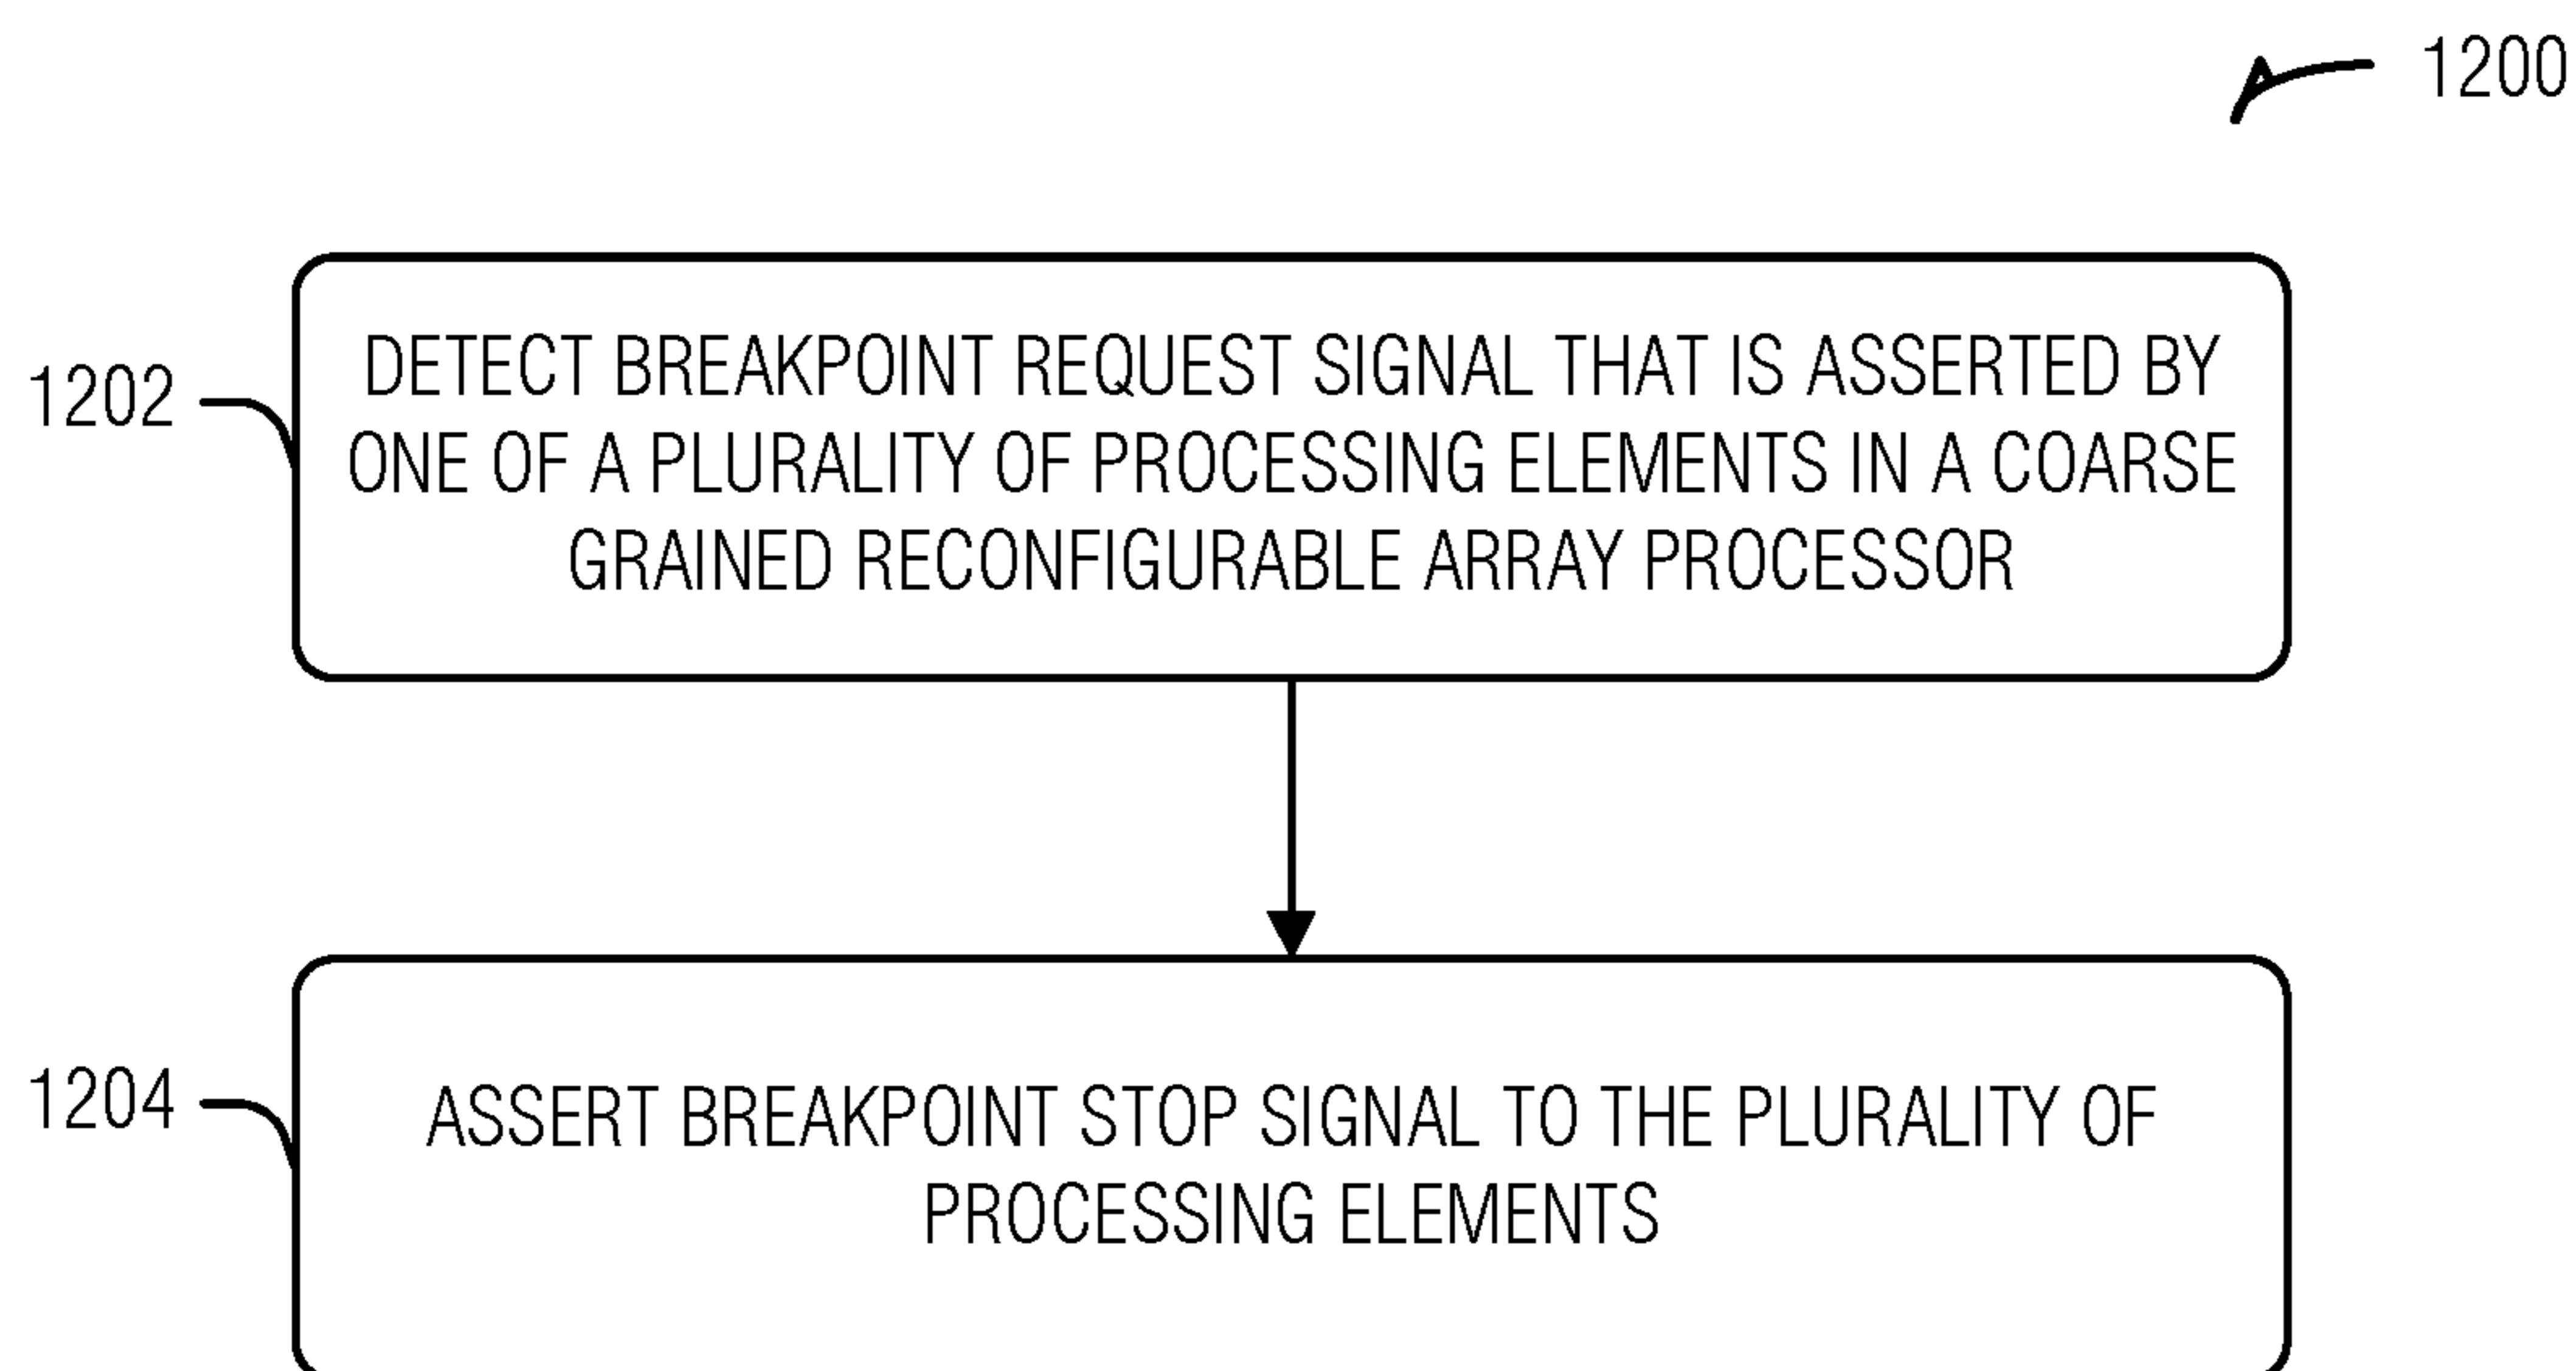 1200
1202
DETECT BREAKPOINT REQUEST SIGNAL THAT IS ASSERTED BY
ONE OF A PLURALITY OF PROCESSING ELEMENTS IN A COARSE
GRAINED RECONFIGURABLE ARRAY PROCESSOR
1204
ASSERT BREAKPOINT STOP SIGNAL TO THE PLURALITY OF
PROCESSING ELEMENTS